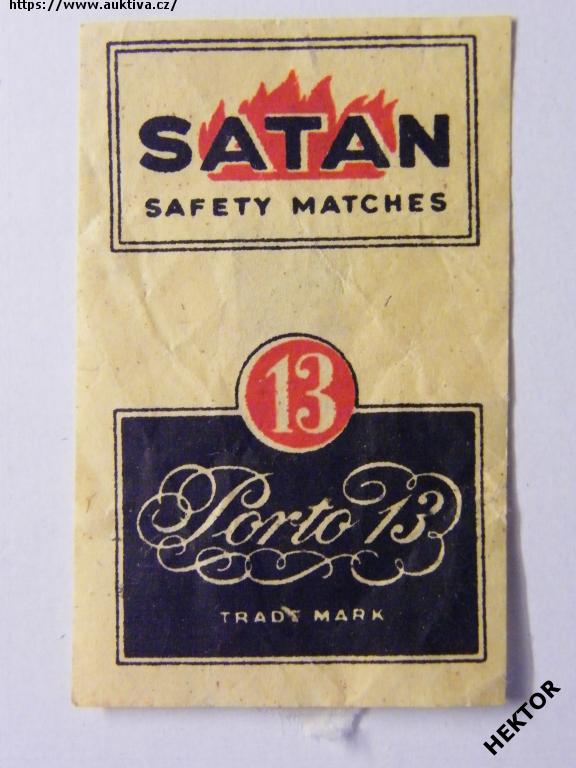 https://www.auktiva.cz/
SATAN
SAFETY MATCHES
13
Porto 13
TRADE MARK
HEKTOR